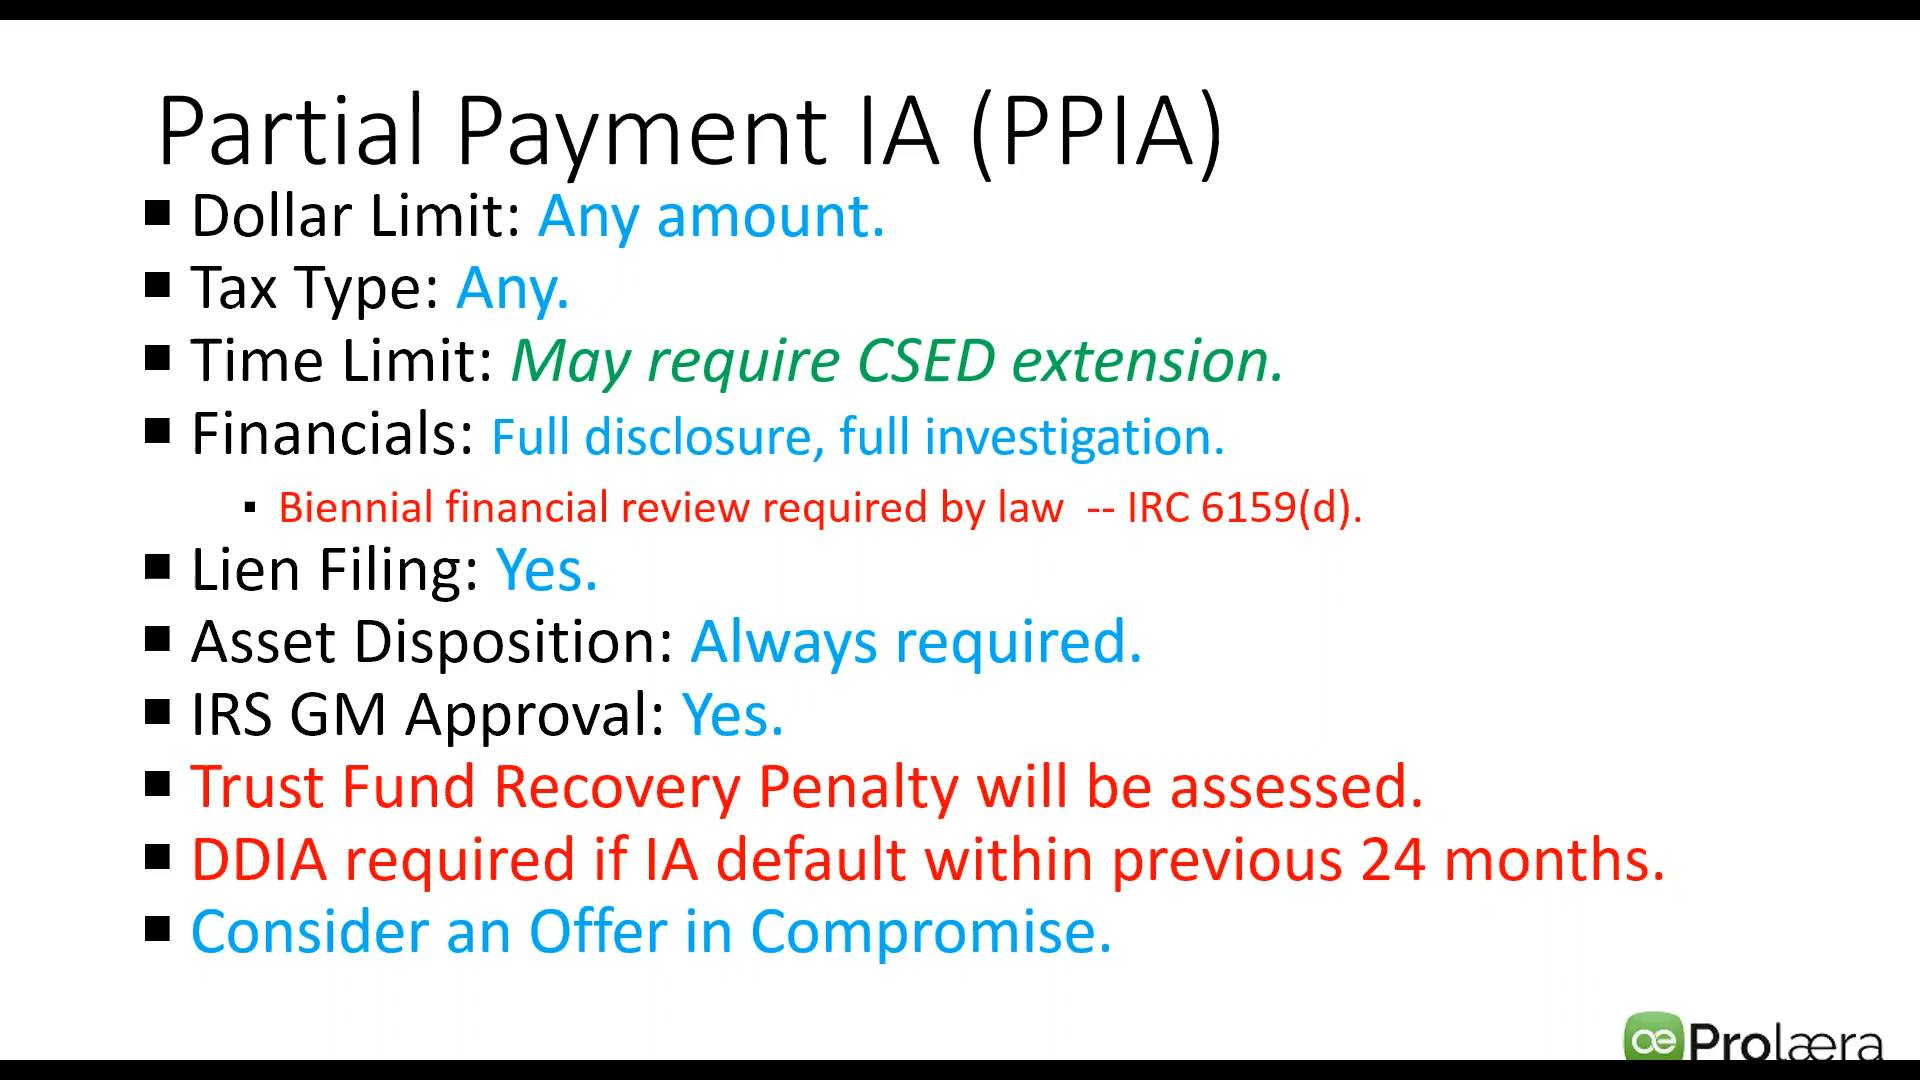 Partial Payment IA (PPIA)
▪ Dollar Limit: Any amount.
▪ Tax Type: Any.
▪ Time Limit: May require CSED extension.
▪ Financials: Full disclosure, full investigation.
▪ Biennial financial review required by law -- IRC 6159(d).
▪ Lien Filing: Yes.
▪ Asset Disposition: Always required.
▪ IRS GM Approval: Yes.
▪ Trust Fund Recovery Penalty will be assessed.
▪ DDIA required if IA default within previous 24 months.
▪ Consider an Offer in Compromise.
æ Prolæra